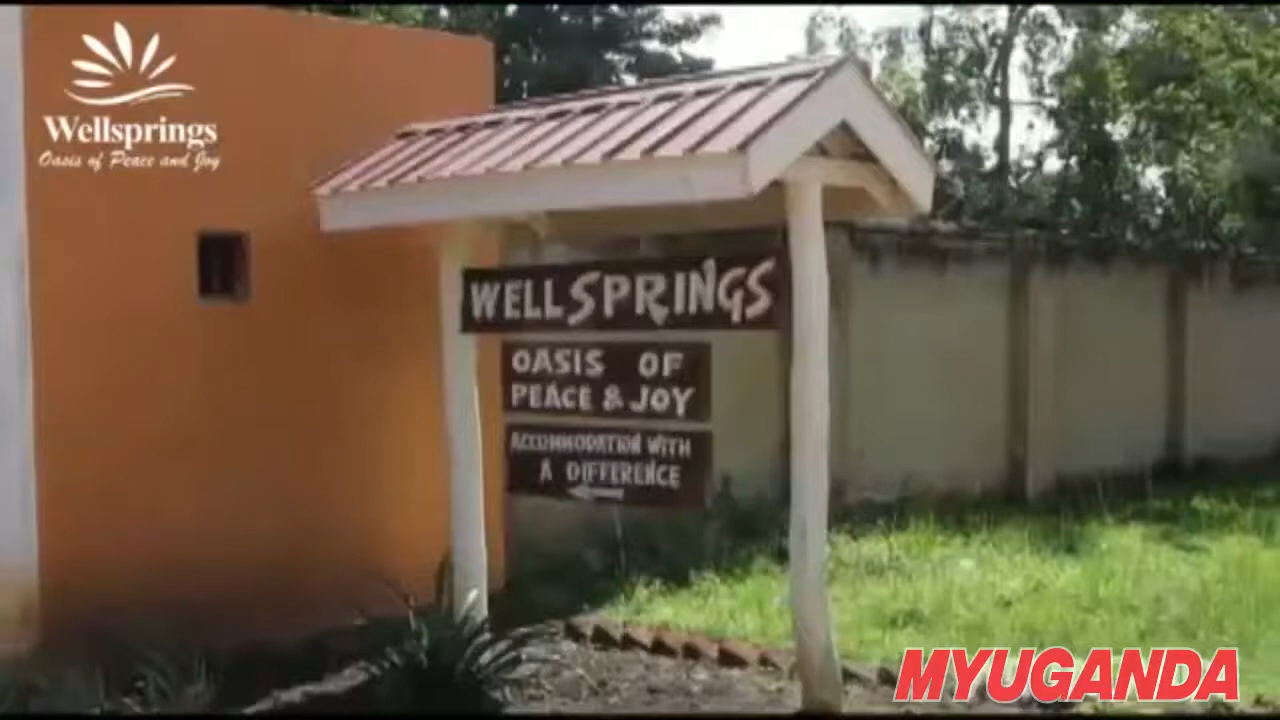 Wellsprings
Oasis of Peace and Joy
WELLSPRINGS
OASIS OF
PEACE & JOY
ACCOMMODATION WITH
A DIFFERENCE
MYUGANDA